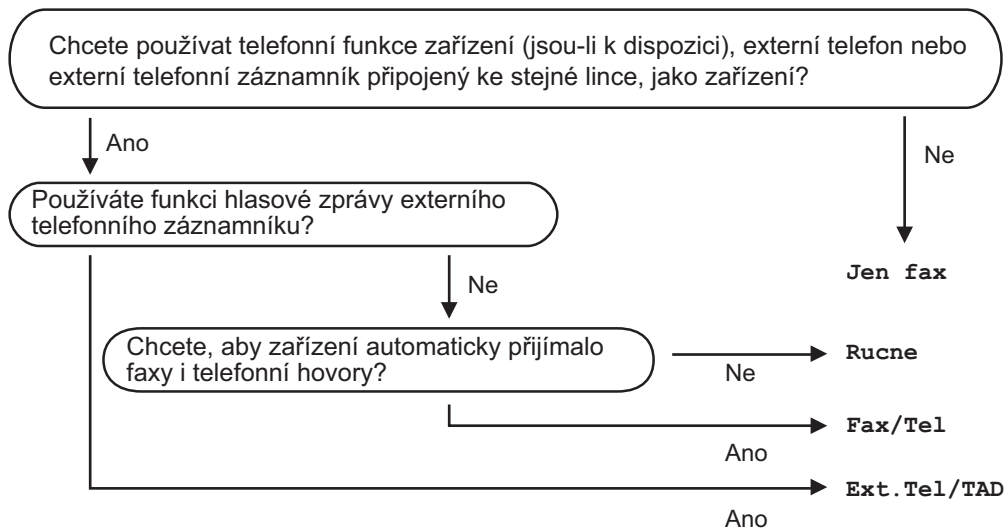 Chcete používat telefonní funkce zařízení (jsou-li k dispozici), externí telefon nebo
externí telefonní záznamník připojený ke stejné lince, jako zařízení?
Ano
Ne
Používáte funkci hlasové zprávy externího
telefonního záznamníku?
Jen fax
Ne
Chcete, aby zařízení automaticky přijímalo
faxy i telefonní hovory?
Ne
Rucne
Fax/Tel
Ano
Ext.Tel/TAD
Ano